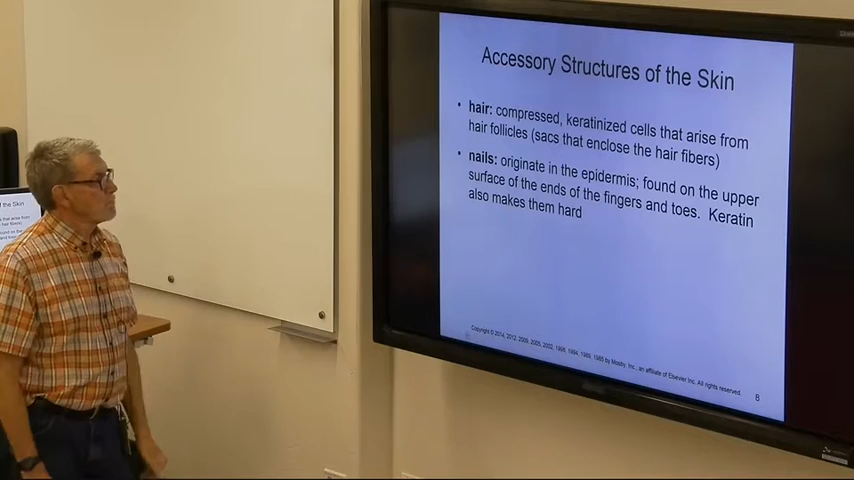 Accessory Structures of the Skin
• hair: compressed, keratinized cells that arise from
hair follicles (sacs that enclose the hair fibers)
• nails: originate in the epidermis; found on the upper
surface of the ends of the fingers and toes. Keratin
also makes them hard
Copyright © 2014, 2012, 2009, 2005, 2002, 1998, 1994, 1989, 1985 by Mosby, Inc., an affiliate of Elsevier Inc. All rights reserved.
8
of the Skin